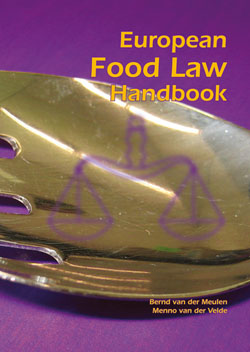 European
Food Law
Handbook
Bernd van der Meulen
Menno van der Velde